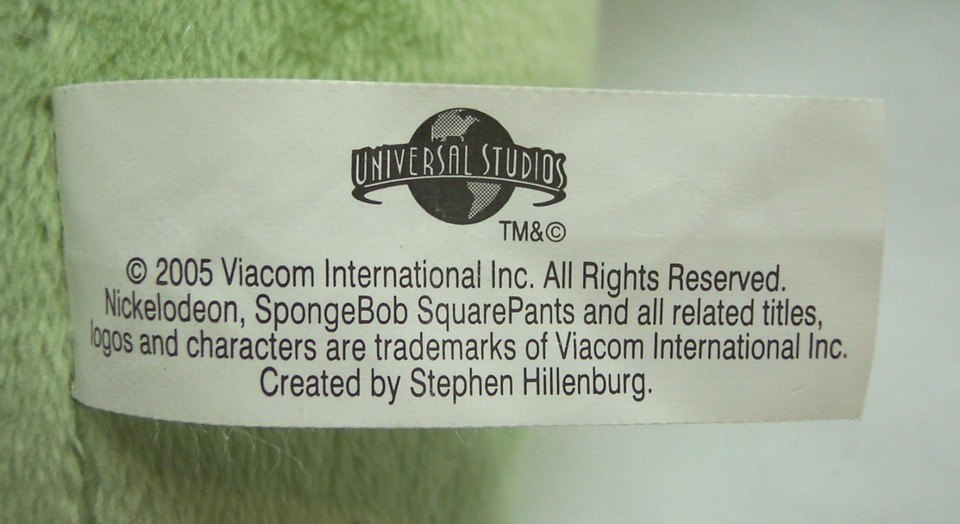 UNIVERSAL STUDIOS
TM&©
© 2005 Viacom International Inc. All Rights Reserved.
Nickelodeon, SpongeBob SquarePants and all related titles,
logos and characters are trademarks of Viacom International Inc.
Created by Stephen Hillenburg.